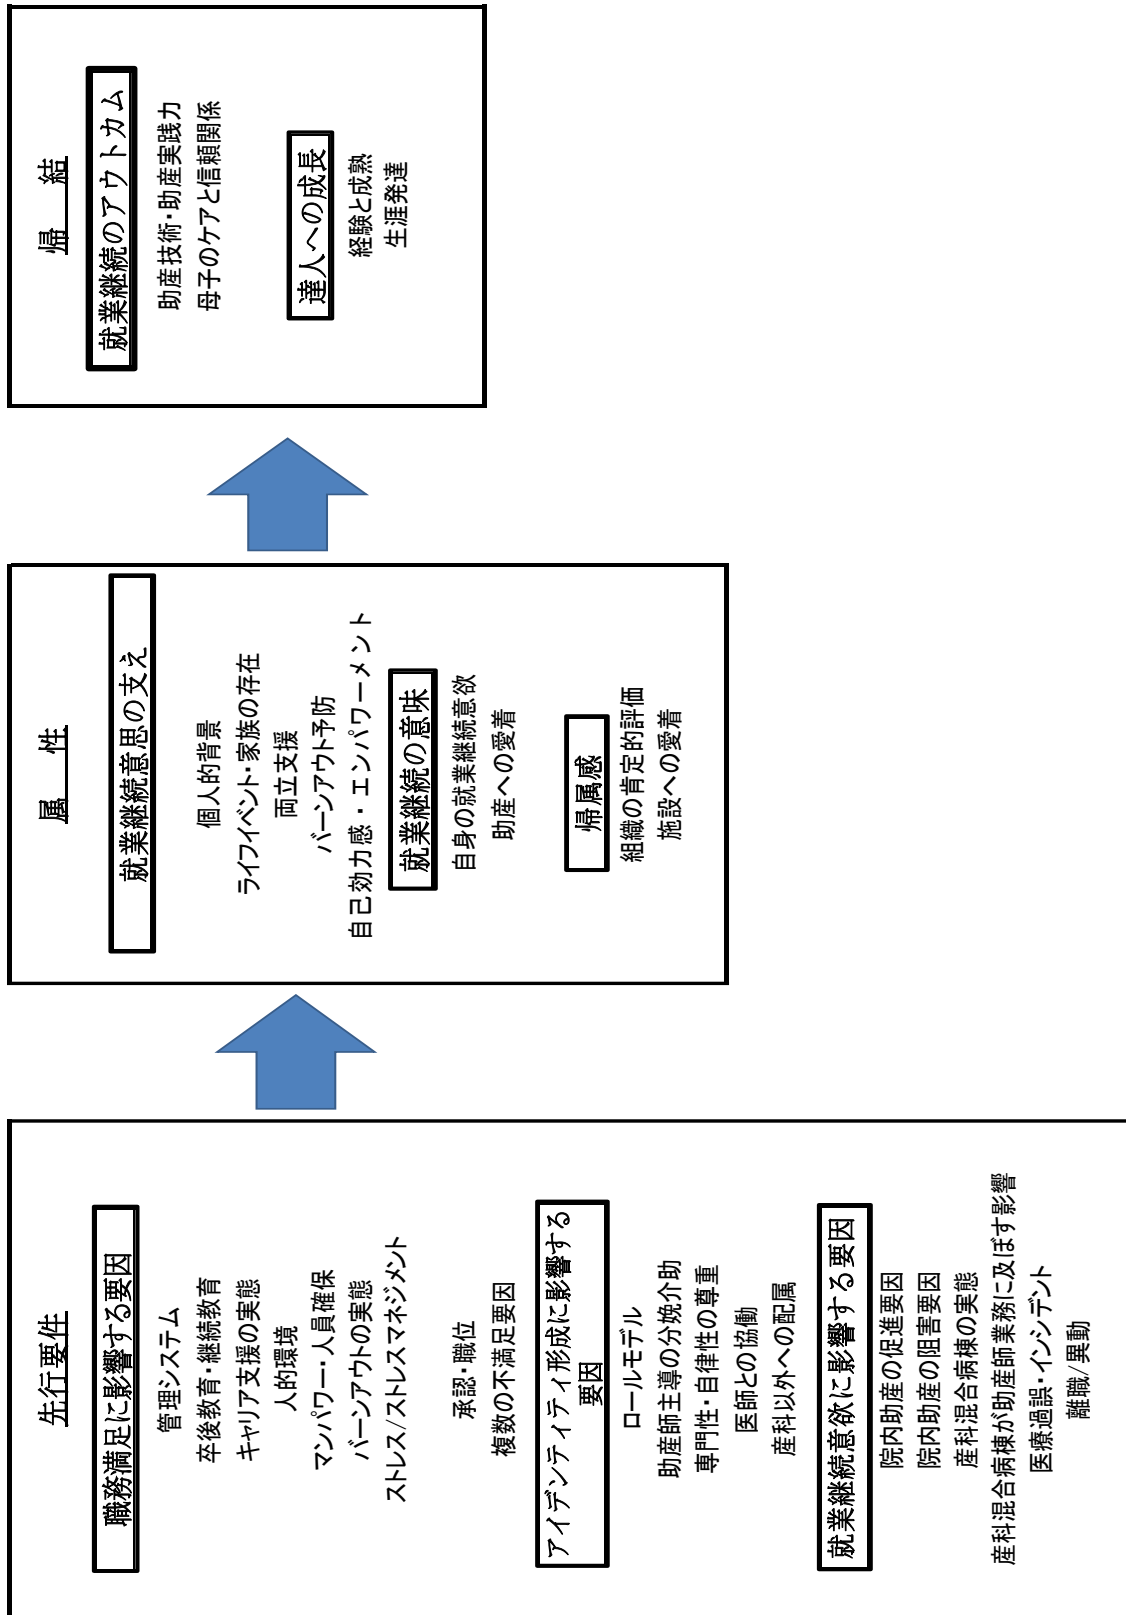 先行要件
職務満足に影響する要因
管理システム
卒後教育・継続教育
キャリア支援の実態
人的環境
マンパワー・人員確保
バーンアウトの実態
ストレス/ストレスマネジメント
承認・職位
複数の不満足要因
アイデンティティ形成に影響する
要因
ロールモデル
助産師主導の分娩介助
専門性・自律性の尊重
医師との協働
産科以外への配属
就業継続意欲に影響する要因
院内助産の促進要因
院内助産の阻害要因
産科混合病棟の実態
産科混合病棟が助産師業務に及ぼす影響
医療過誤・インシデント
離職/異動
属 性
就業継続意思の支え
個人的背景
ライフイベント・家族の存在
両立支援
バーンアウト予防
自己効力感・エンパワーメント
就業継続の意味
自身の就業継続意欲
助産への愛着
帰属感
組織の肯定的評価
施設への愛着
帰 結
就業継続のアウトカム
助産技術・助産実践力
母子のケアと信頼関係
達人への成長
経験と成熟
生涯発達